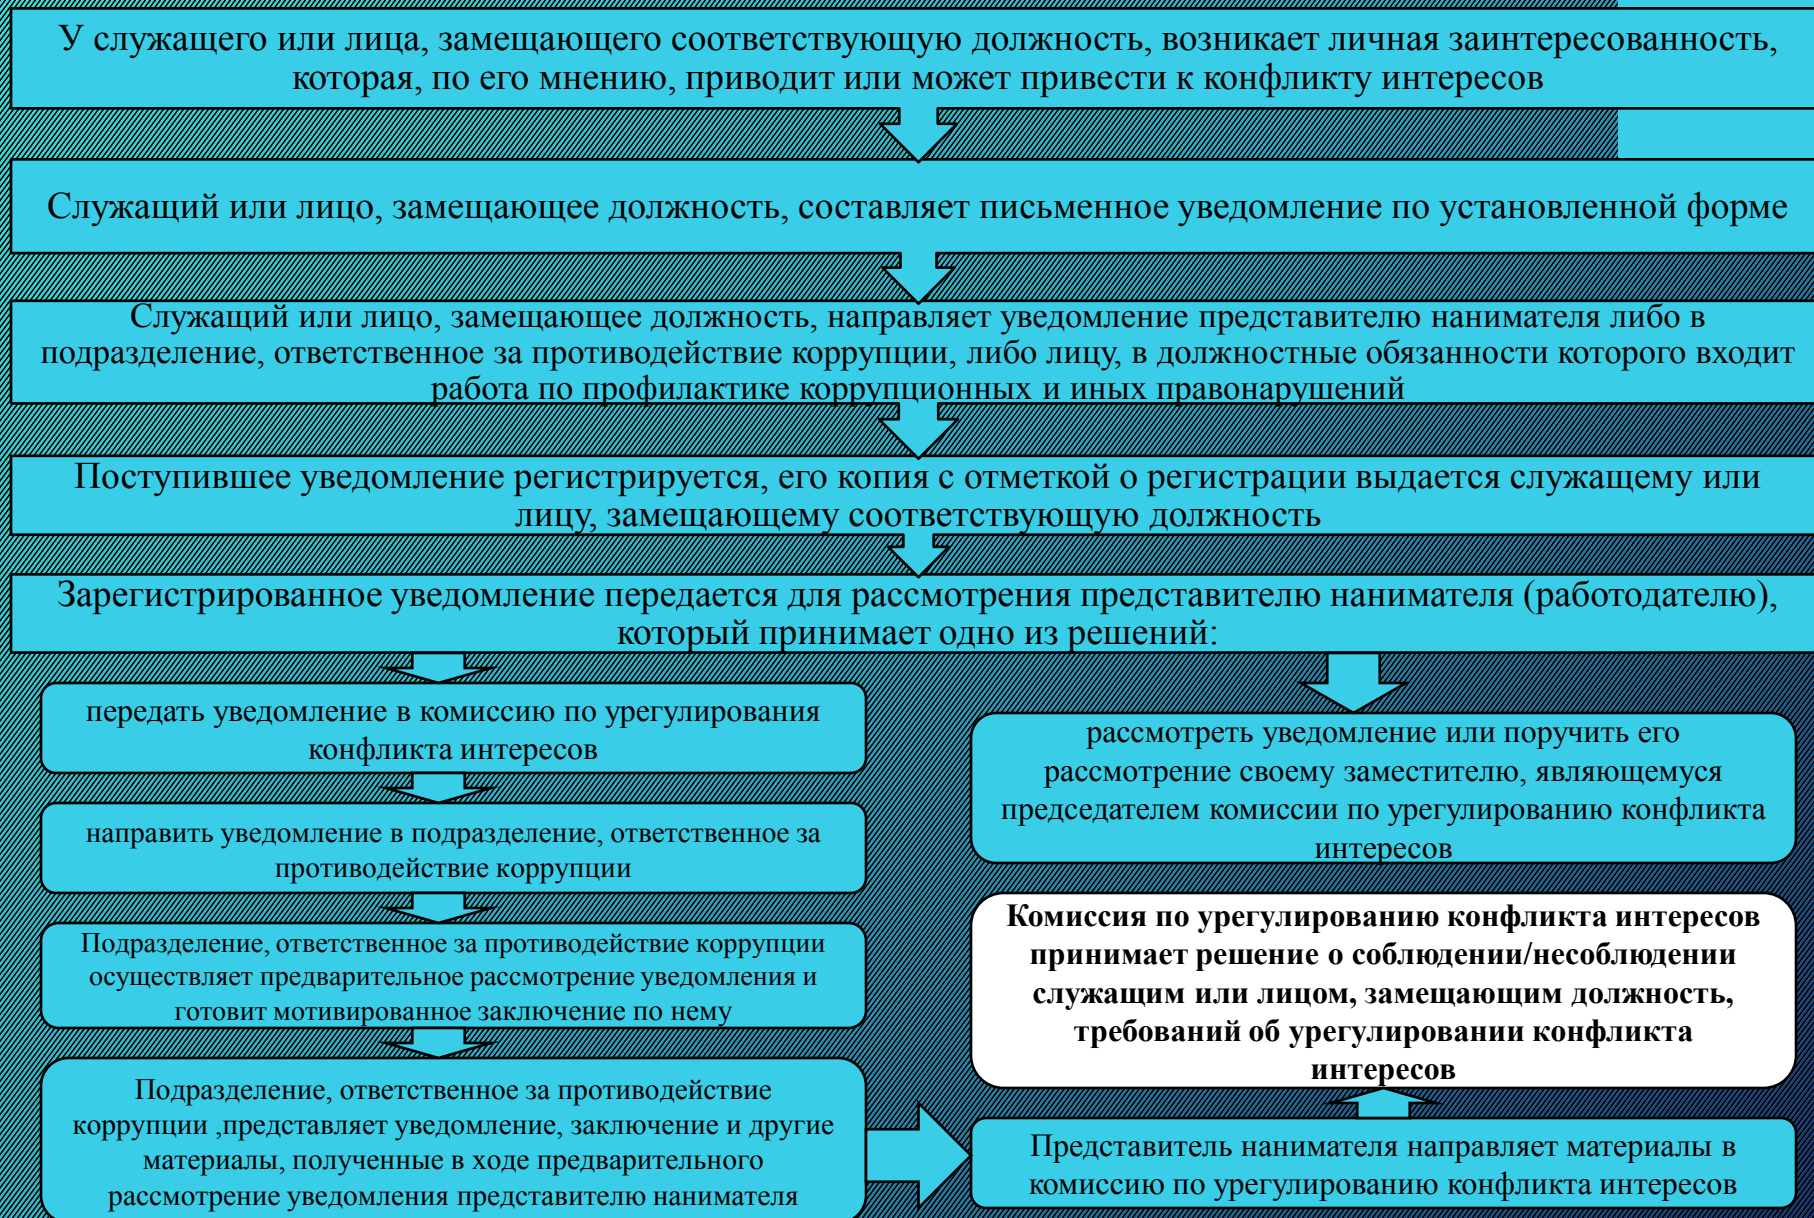 У служащего или лица, замещающего соответствующую должность, возникает личная заинтересованность,
которая, по его мнению, приводит или может привести к конфликту интересов
Служащий или лицо, замещающее должность, составляет письменное уведомление по установленной форме
Служащий или лицо, замещающее должность, направляет уведомление представителю нанимателя либо в
подразделение, ответственное за противодействие коррупции, либо лицу, в должностные обязанности которого входит
работа по профилактике коррупционных и иных правонарушений
Поступившее уведомление регистрируется, его копия с отметкой о регистрации выдается служащему или
лицу, замещающему соответствующую должность
Зарегистрированное уведомление передается для рассмотрения представителю нанимателя (работодателю),
который принимает одно из решений:
передать уведомление в комиссию по урегулирования
конфликта интересов
направить уведомление в подразделение, ответственное за
противодействие коррупции
Подразделение, ответственное за противодействие коррупции
осуществляет предварительное рассмотрение уведомления и
готовит мотивированное заключение по нему
Подразделение, ответственное за противодействие
коррупции ,представляет уведомление, заключение и другие
материалы, полученные в ходе предварительного
рассмотрение уведомления представителю нанимателя
рассмотреть уведомление или поручить его
рассмотрение своему заместителю, являющемуся
председателем комиссии по урегулированию конфликта
интересов
Комиссия по урегулированию конфликта интересов
принимает решение о соблюдении/несоблюдении
служащим или лицом, замещающим должность,
требований об урегулировании конфликта
интересов
Представитель нанимателя направляет материалы в
комиссию по урегулированию конфликта интересов